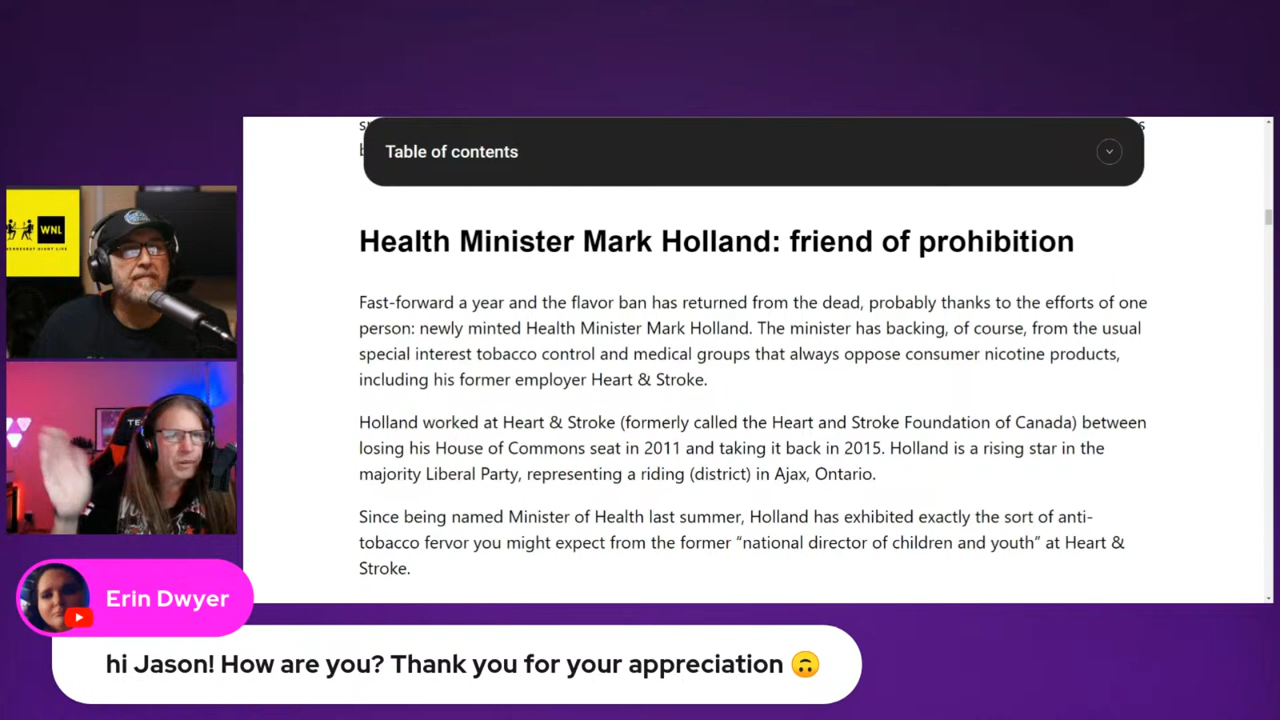 Table of contents
Health Minister Mark Holland: friend of prohibition
Fast-forward a year and the flavor ban has returned from the dead, probably thanks to the efforts of one
person: newly minted Health Minister Mark Holland. The minister has backing, of course, from the usual
special interest tobacco control and medical groups that always oppose consumer nicotine products,
including his former employer Heart & Stroke.
Holland worked at Heart & Stroke (formerly called the Heart and Stroke Foundation of Canada) between
losing his House of Commons seat in 2011 and taking it back in 2015. Holland is a rising star in the
majority Liberal Party, representing a riding (district) in Ajax, Ontario.
Since being named Minister of Health last summer, Holland has exhibited exactly the sort of anti-
tobacco fervor you might expect from the former “national director of children and youth” at Heart &
Stroke.
WNL
Erin Dwyer
hi Jason! How are you? Thank you for your appreciation 🙃